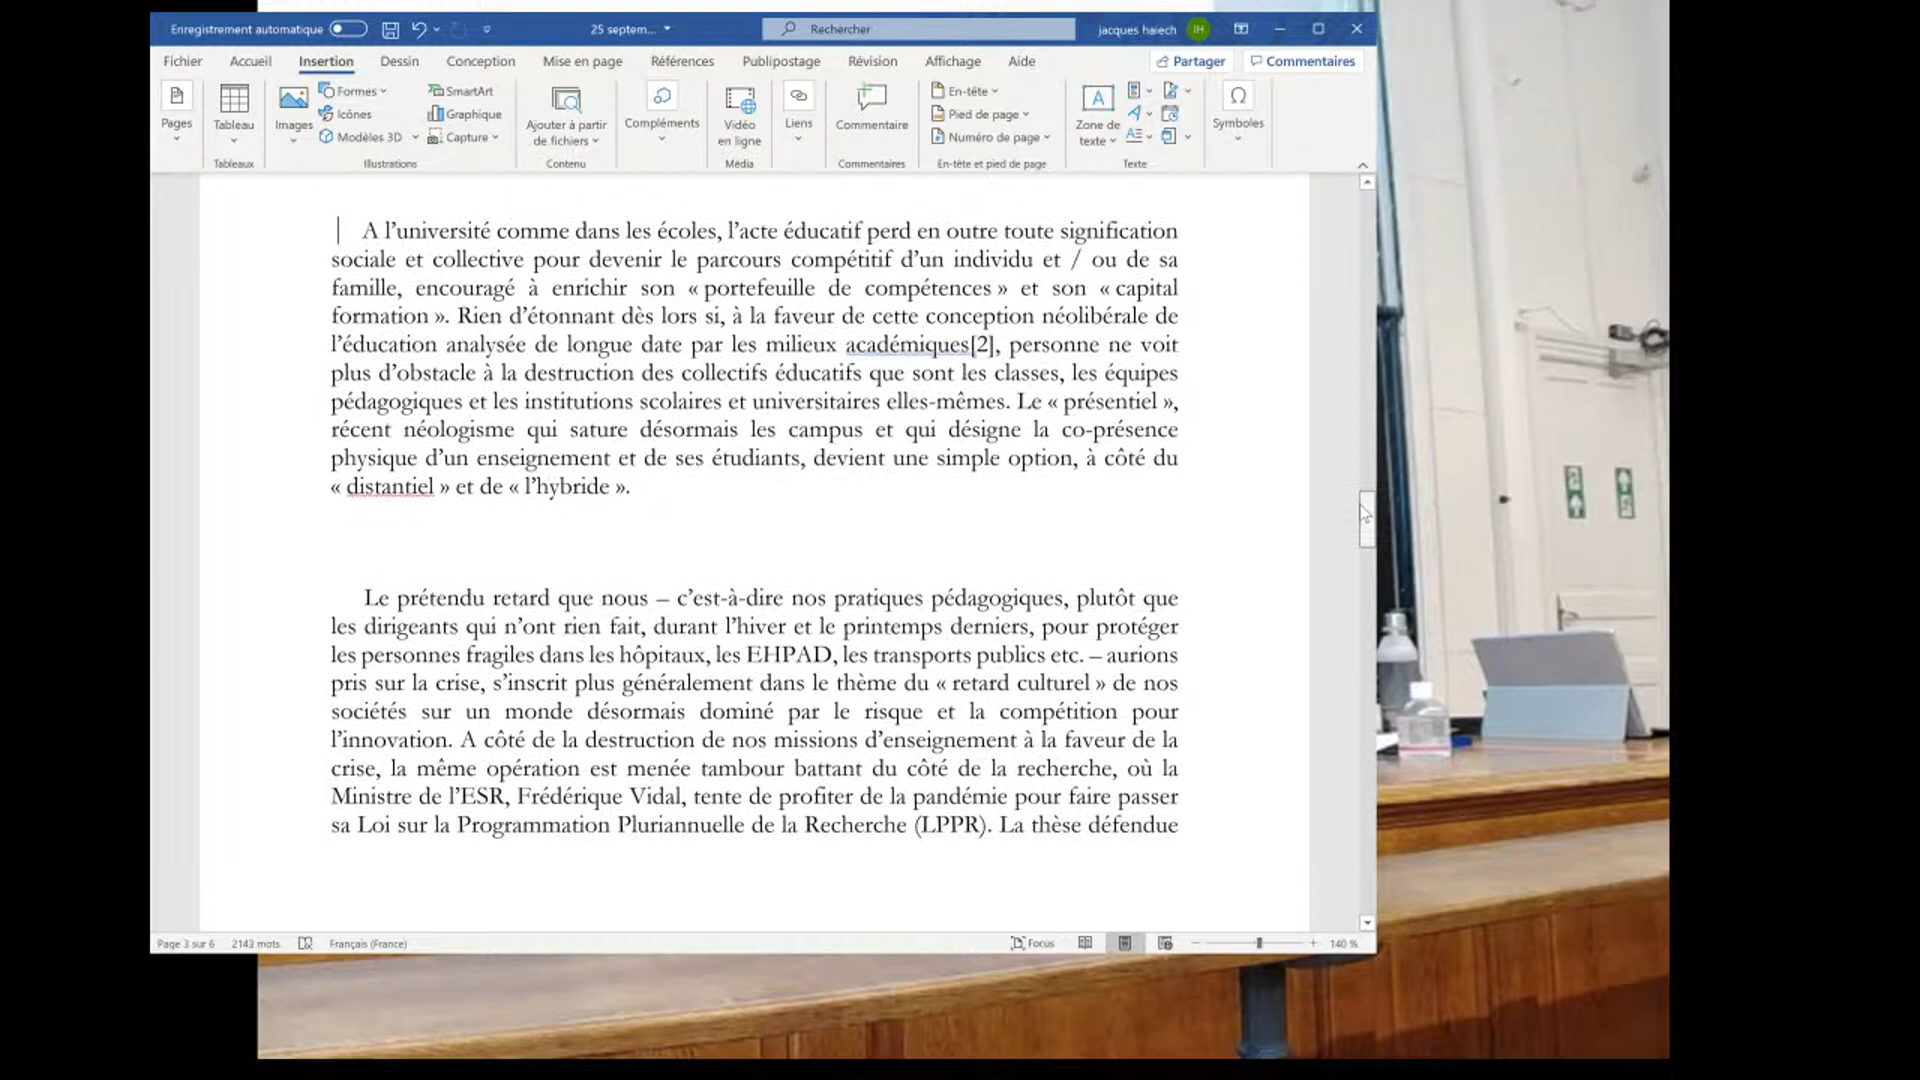 Enregistrement automatique
25 septem...
Rechercher
jacques haiech
JH
Fichier
Accueil
Insertion
Dessin
Conception
Mise en page
Références
Publipostage
Révision
Affichage
Aide
Partager
Commentaires
Pages
Tableau
Images
Formes
Icônes
Modèles 3D
SmartArt
Graphique
Capture
Ajouter à partir
de fichiers
Compléments
Vidéo
en ligne
Liens
Commentaire
En-tête
Pied de page
Numéro de page
Zone de
texte
Symboles
Tableaux
Illustrations
Contenu
Média
Commentaires
En-tête et pied de page
Texte
A l’université comme dans les écoles, l’acte éducatif perd en outre toute signification
sociale et collective pour devenir le parcours compétitif d’un individu et / ou de sa
famille, encouragé à enrichir son « portefeuille de compétences » et son « capital
formation ». Rien d’étonnant dès lors si, à la faveur de cette conception néolibérale de
l’éducation analysée de longue date par les milieux académiques[2], personne ne voit
plus d’obstacle à la destruction des collectifs éducatifs que sont les classes, les équipes
pédagogiques et les institutions scolaires et universitaires elles-mêmes. Le « présentiel »,
récent néologisme qui sature désormais les campus et qui désigne la co-présence
physique d’un enseignement et de ses étudiants, devient une simple option, à côté du
« distantiel » et de « l’hybride ».
Le prétendu retard que nous – c’est-à-dire nos pratiques pédagogiques, plutôt que
les dirigeants qui n’ont rien fait, durant l’hiver et le printemps derniers, pour protéger
les personnes fragiles dans les hôpitaux, les EHPAD, les transports publics etc. – aurions
pris sur la crise, s’inscrit plus généralement dans le thème du « retard culturel » de nos
sociétés sur un monde désormais dominé par le risque et la compétition pour
l’innovation. A côté de la destruction de nos missions d’enseignement à la faveur de la
crise, la même opération est menée tambour battant du côté de la recherche, où la
Ministre de l’ESR, Frédérique Vidal, tente de profiter de la pandémie pour faire passer
sa Loi sur la Programmation Pluriannuelle de la Recherche (LPPR). La thèse défendue
Page 3 sur 6
2143 mots
Français (France)
Focus
140 %